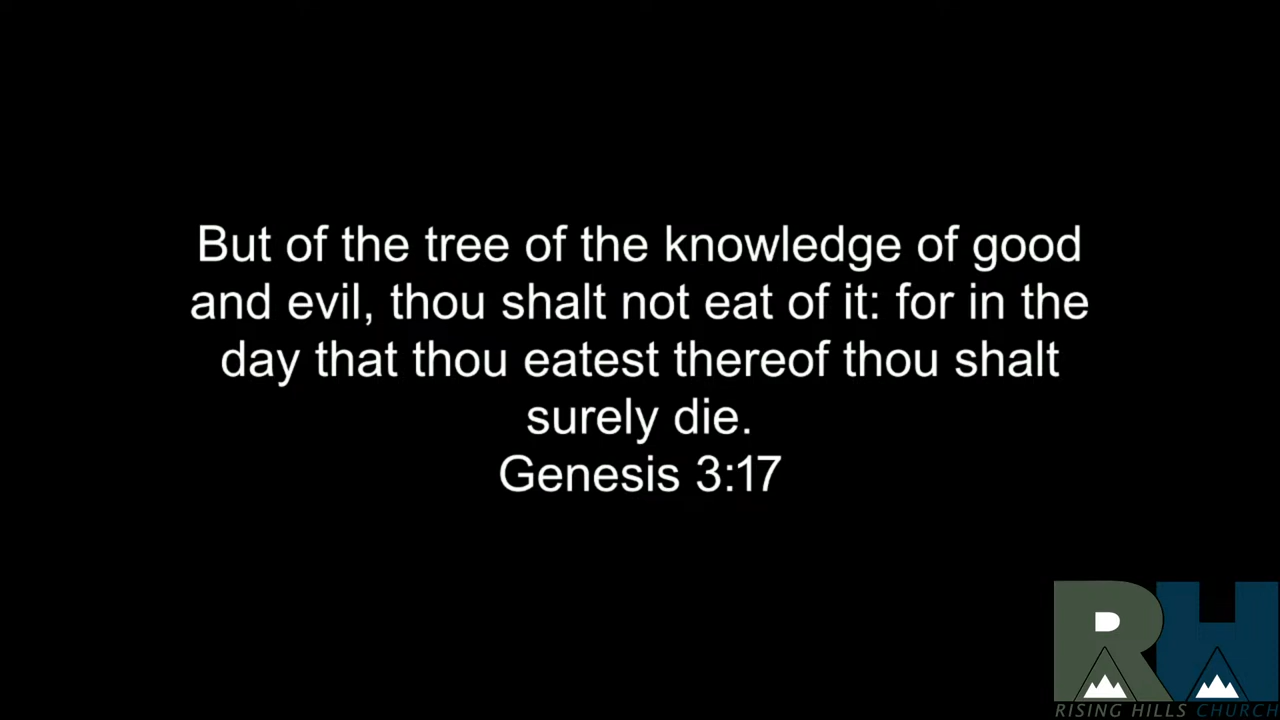 But of the tree of the knowledge of good
and evil, thou shalt not eat of it: for in the
day that thou eatest thereof thou shalt
surely die.
Genesis 3:17
RH
RISING HILLS CHURCH